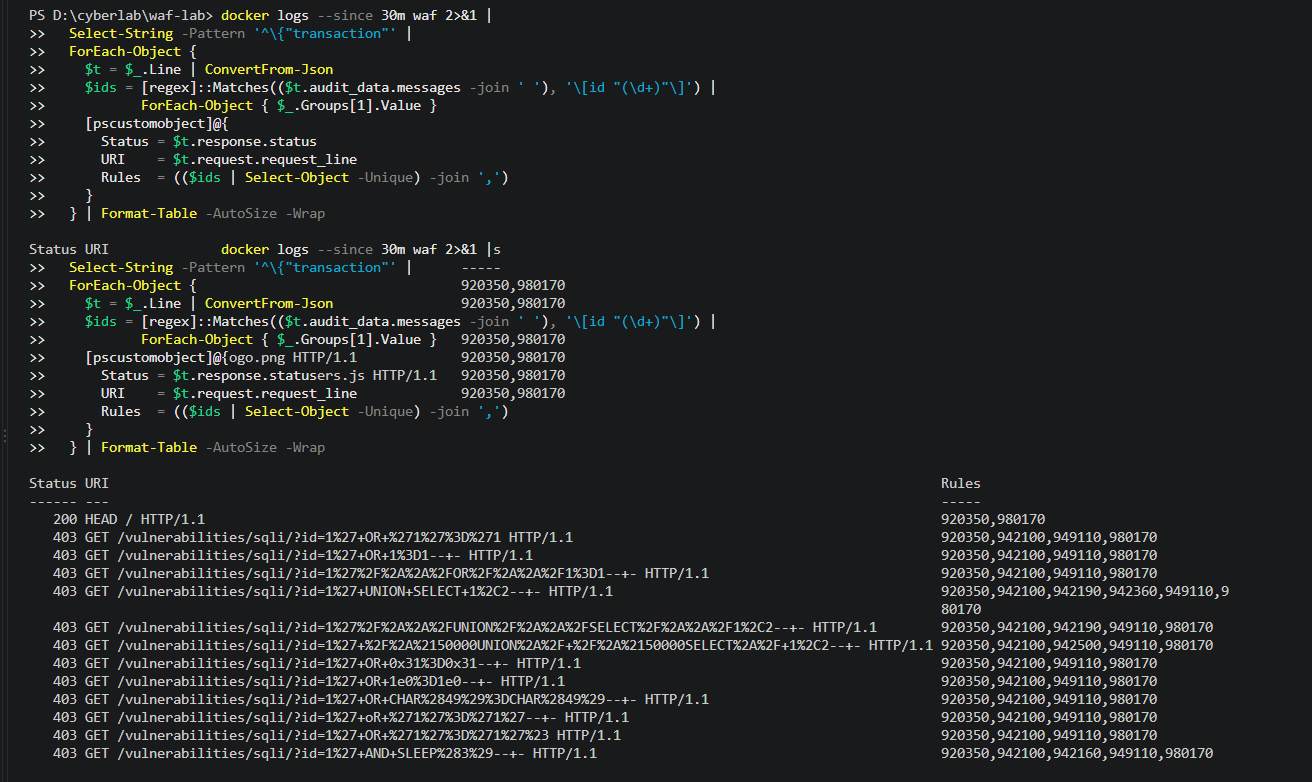 PS D:\cyberlab\waf-lab> docker logs --since 30m waf 2>&1 |
>>   Select-String -Pattern '^\{"transaction"' |
>>   ForEach-Object {
>>     $t = $_.Line | ConvertFrom-Json
>>     $ids = [regex]::Matches(($t.audit_data.messages -join ' '), '\[id "(\d+)"\]') |
>>            ForEach-Object { $_.Groups[1].Value }
>>     [pscustomobject]@{
>>       Status = $t.response.status
>>       URI    = $t.request.request_line
>>       Rules  = (($ids | Select-Object -Unique) -join ',')
>>     }
>>   } | Format-Table -AutoSize -Wrap
Status URI              docker logs --since 30m waf 2>&1 |s
>>   Select-String -Pattern '^\{"transaction"' |      -----
>>   ForEach-Object {                                 920350,980170
>>     $t = $_.Line | ConvertFrom-Json                920350,980170
>>     $ids = [regex]::Matches(($t.audit_data.messages -join ' '), '\[id "(\d+)"\]') |
>>            ForEach-Object { $_.Groups[1].Value }   920350,980170
>>     [pscustomobject]@{ogo.png HTTP/1.1             920350,980170
>>       Status = $t.response.statusers.js HTTP/1.1   920350,980170
>>       URI    = $t.request.request_line             920350,980170
>>       Rules  = (($ids | Select-Object -Unique) -join ',')
>>     }
>>   } | Format-Table -AutoSize -Wrap
Status URI                                                                                                        Rules
------ ---                                                                                                        -----
   200 HEAD / HTTP/1.1                                                                                            920350,980170
   403 GET /vulnerabilities/sqli/?id=1%27+OR+%271%27%3D%271 HTTP/1.1                                              920350,942100,949110,980170
   403 GET /vulnerabilities/sqli/?id=1%27+OR+1%3D1--+- HTTP/1.1                                                   920350,942100,949110,980170
   403 GET /vulnerabilities/sqli/?id=1%27%2F%2A%2A%2FOR%2F%2A%2A%2F1%3D1--+- HTTP/1.1                             920350,942100,949110,980170
   403 GET /vulnerabilities/sqli/?id=1%27+UNION+SELECT+1%2C2--+- HTTP/1.1                                         920350,942100,942190,942360,949110,9
                                                                                                                  80170
   403 GET /vulnerabilities/sqli/?id=1%27%2F%2A%2A%2FUNION%2F%2A%2A%2FSELECT%2F%2A%2A%2F1%2C2--+- HTTP/1.1        920350,942100,942190,949110,980170
   403 GET /vulnerabilities/sqli/?id=1%27+%2F%2A%2150000UNION%2A%2F+%2F%2A%2150000SELECT%2A%2F+1%2C2--+- HTTP/1.1 920350,942100,942500,949110,980170
   403 GET /vulnerabilities/sqli/?id=1%27+OR+0x31%3D0x31--+- HTTP/1.1                                             920350,942100,949110,980170
   403 GET /vulnerabilities/sqli/?id=1%27+OR+1e0%3D1e0--+- HTTP/1.1                                               920350,942100,949110,980170
   403 GET /vulnerabilities/sqli/?id=1%27+OR+CHAR%2849%29%3DCHAR%2849%29--+- HTTP/1.1                             920350,942100,949110,980170
   403 GET /vulnerabilities/sqli/?id=1%27+oR+%271%27%3D%271%27--+- HTTP/1.1                                       920350,942100,949110,980170
   403 GET /vulnerabilities/sqli/?id=1%27+OR+%271%27%3D%271%27%23 HTTP/1.1                                        920350,942100,949110,980170
   403 GET /vulnerabilities/sqli/?id=1%27+AND+SLEEP%283%29--+- HTTP/1.1                                           920350,942100,942160,949110,980170